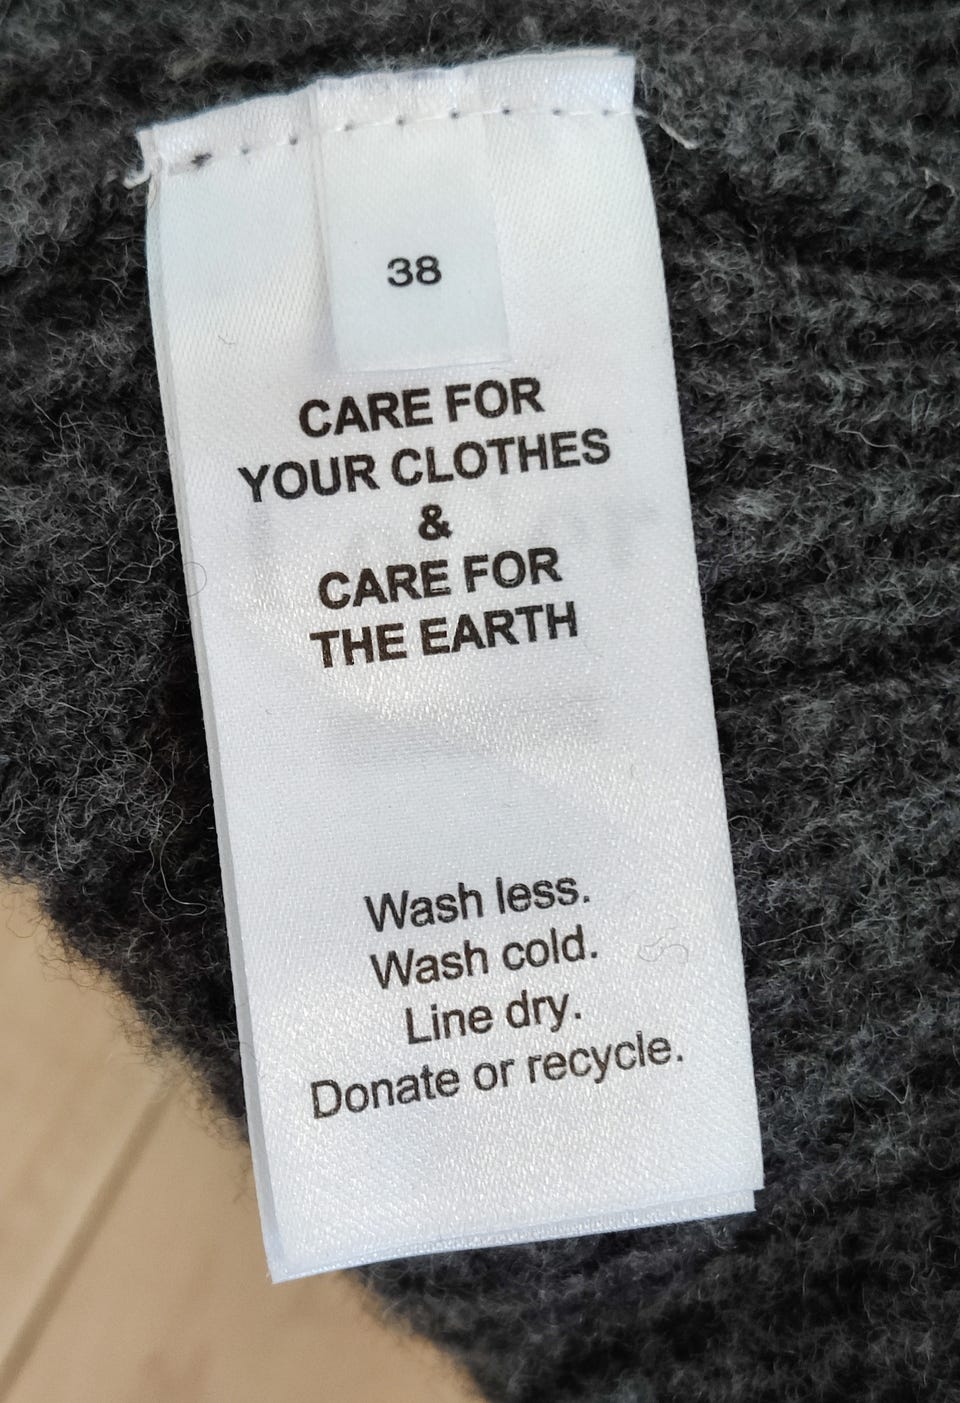 38
CARE FOR
YOUR CLOTHES
&
CARE FOR
THE EARTH
Wash less.
Wash cold.
Line dry.
Donate or recycle.